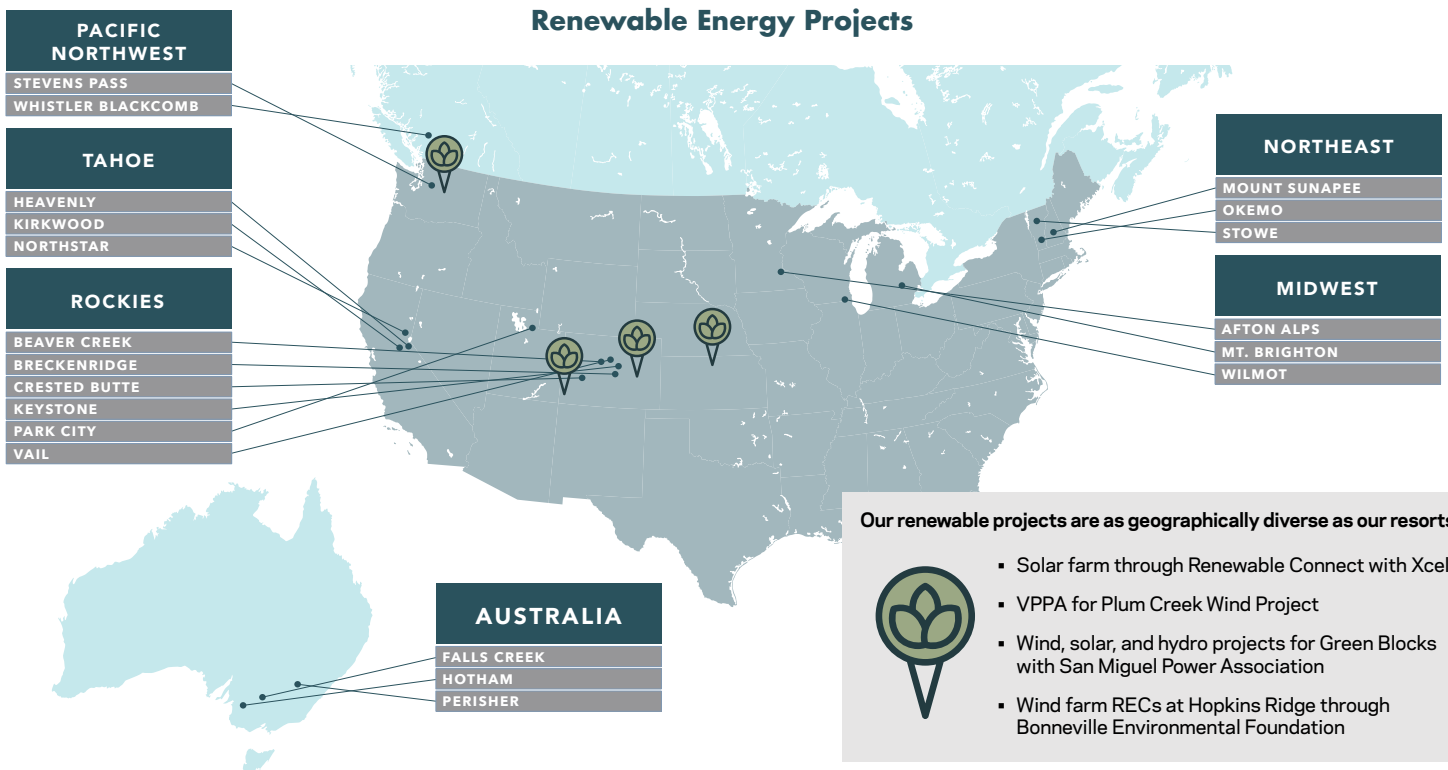 Renewable Energy Projects
PACIFIC
NORTHWEST
STEVENS PASS
WHISTLER BLACKCOMB
TAHOE
HEAVENLY
KIRKWOOD
NORTHSTAR
ROCKIES
BEAVER CREEK
BRECKENRIDGE
CRESTED BUTTE
KEYSTONE
PARK CITY
VAIL
NORTHEAST
MOUNT SUNAPEE
OKEMO
STOWE
MIDWEST
AFTON ALPS
MT. BRIGHTON
WILMOT
AUSTRALIA
FALLS CREEK
HOTHAM
PERISHER
Our renewable projects are as geographically diverse as our resorts
▪ Solar farm through Renewable Connect with Xcel
▪ VPPA for Plum Creek Wind Project
▪ Wind, solar, and hydro projects for Green Blocks
with San Miguel Power Association
▪ Wind farm RECs at Hopkins Ridge through
Bonneville Environmental Foundation